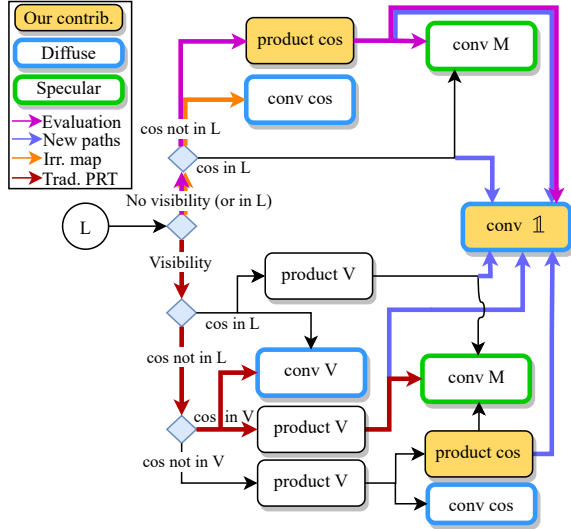 Our contrib.
Diffuse
Specular
Evaluation
New paths
Irr. map
Trad. PRT
product cos
conv M
conv cos
cos not in L
cos in L
No visibility (or in L)
L
conv 𝟙
Visibility
product V
cos in L
cos not in L
conv V
conv M
cos in V
product V
product cos
cos not in V
product V
conv cos